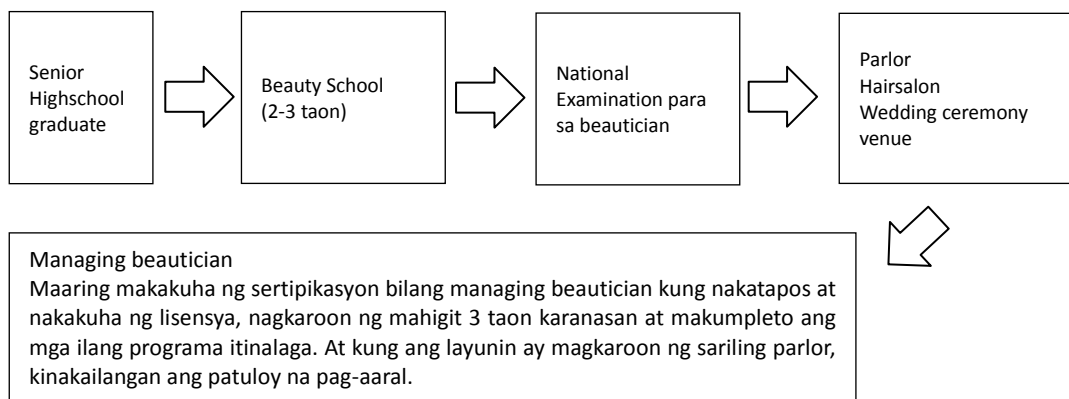 Senior
Highschool
graduate
Beauty School
(2-3 taon)
National
Examination para
sa beautician
Parlor
Hairsalon
Wedding ceremony
venue
Managing beautician
Maaring makakuha ng sertipikasyon bilang managing beautician kung nakatapos at
nakakuha ng lisensya, nagkaroon ng mahigit 3 taon karanasan at makumpleto ang
mga ilang programa itinalaga. At kung ang layunin ay magkaroon ng sariling parlor,
kinakailangan ang patuloy na pag-aaral.